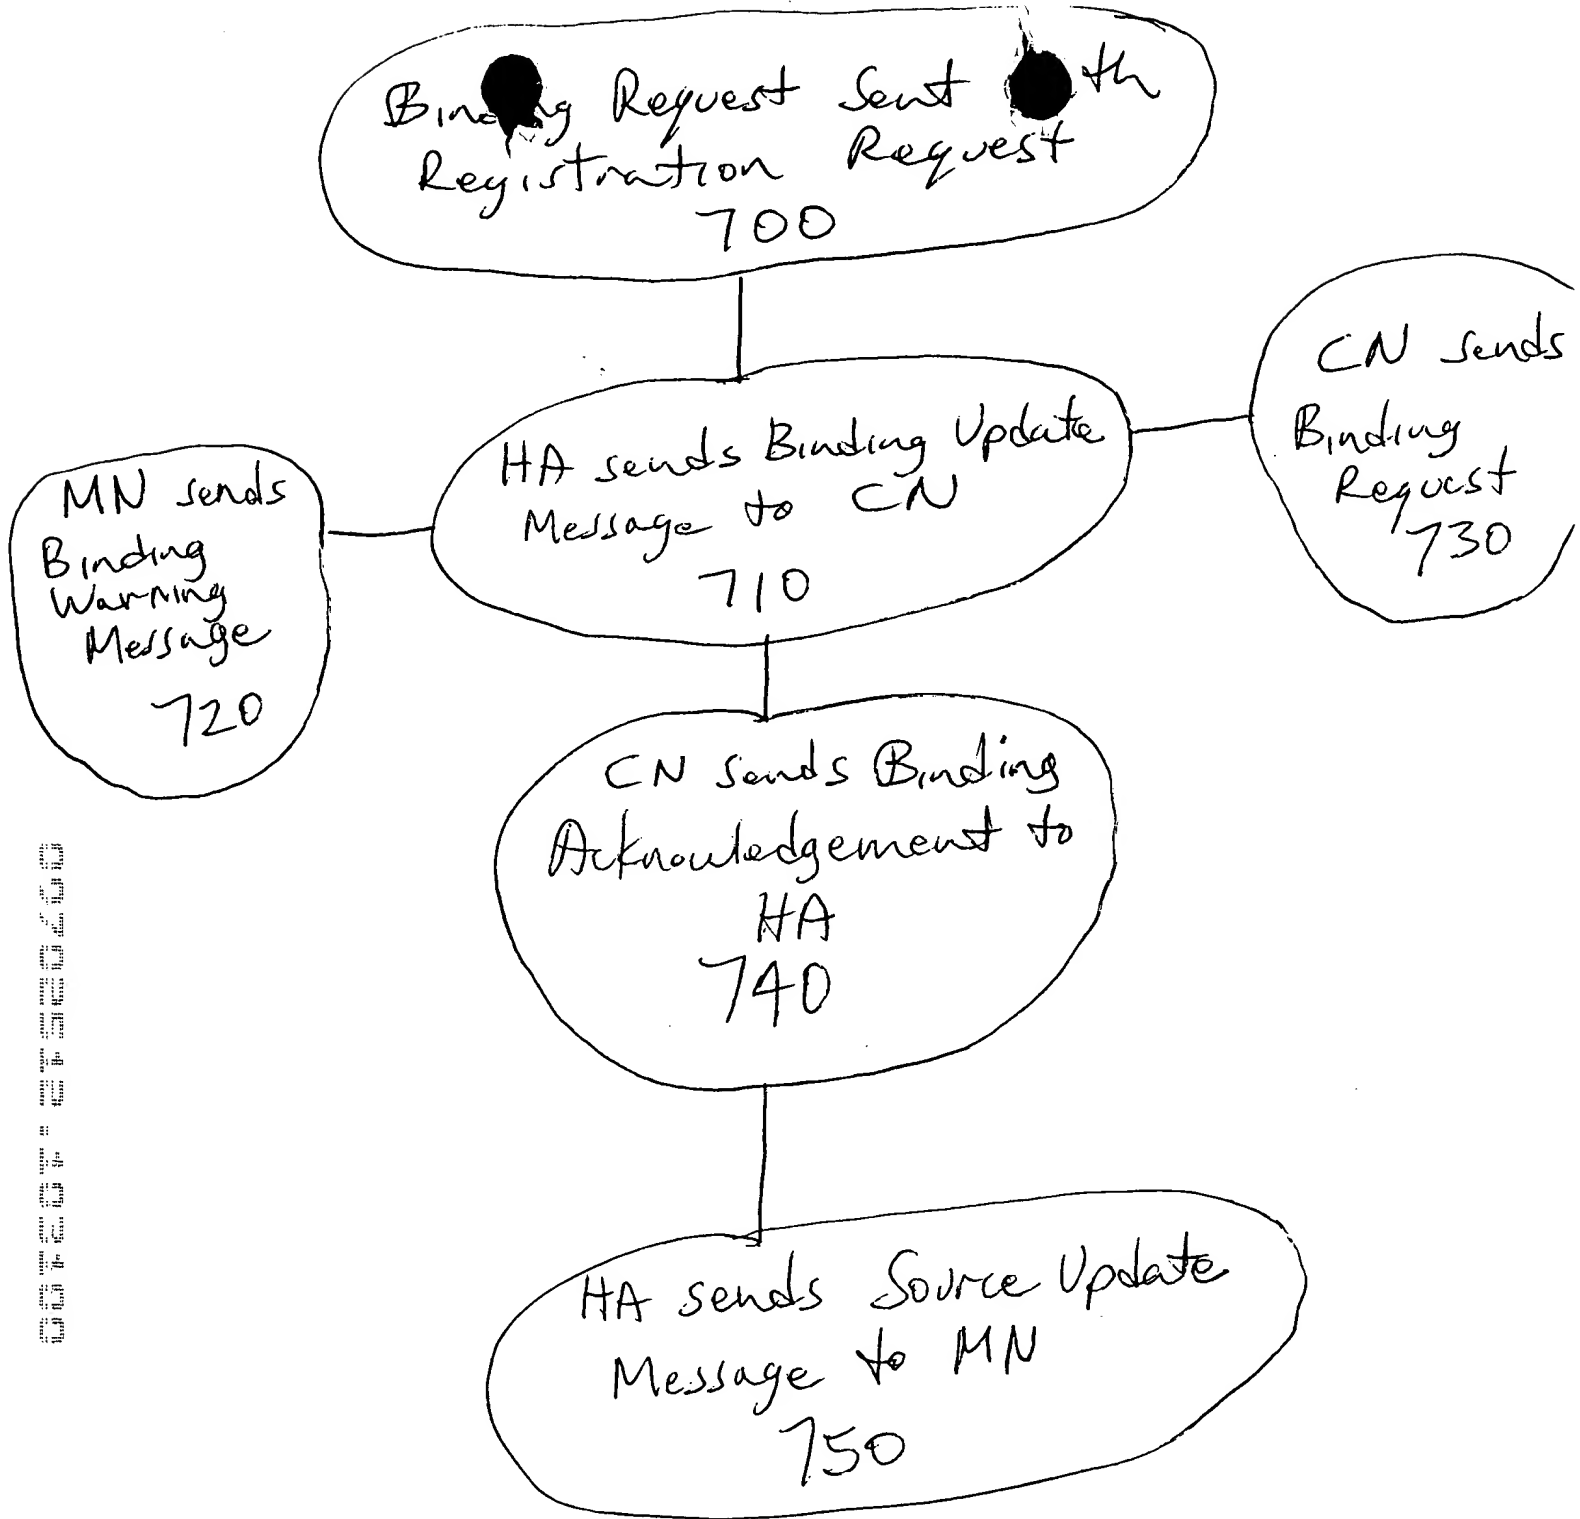 Binding Request Sent with
Registration Request
700
HA sends Binding Update
Message to CN
710
MN sends
Binding
Warning
Message
720
CN sends
Binding
Request
730
CN sends Binding
Acknowledgement to
HA
740
HA sends Source Update
Message to MN
750